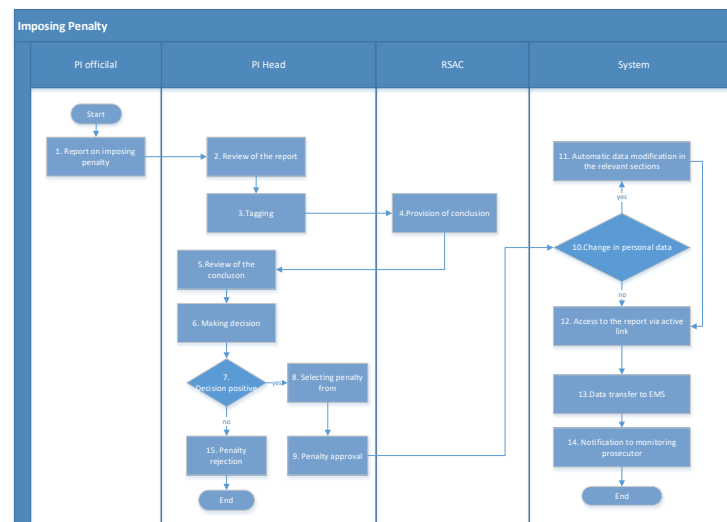 Imposing Penalty
PI officilal
PI Head
RSAC
System
Start
1. Report on imposing
penalty
2. Review of the report
3.Tagging
4.Provision of conclusion
5.Review of the
concluson
6. Making decision
7.
Decision positive
yes
no
8. Selecting penalty
from
9. Penalty approval
15. Penalty
rejection
End
11. Automatic data modification in
the relevant sections
yes
10.Change in personal data
no
12. Access to the report via active
link
13.Data transfer to EMS
14. Notification to monitoring
prosecutor
End